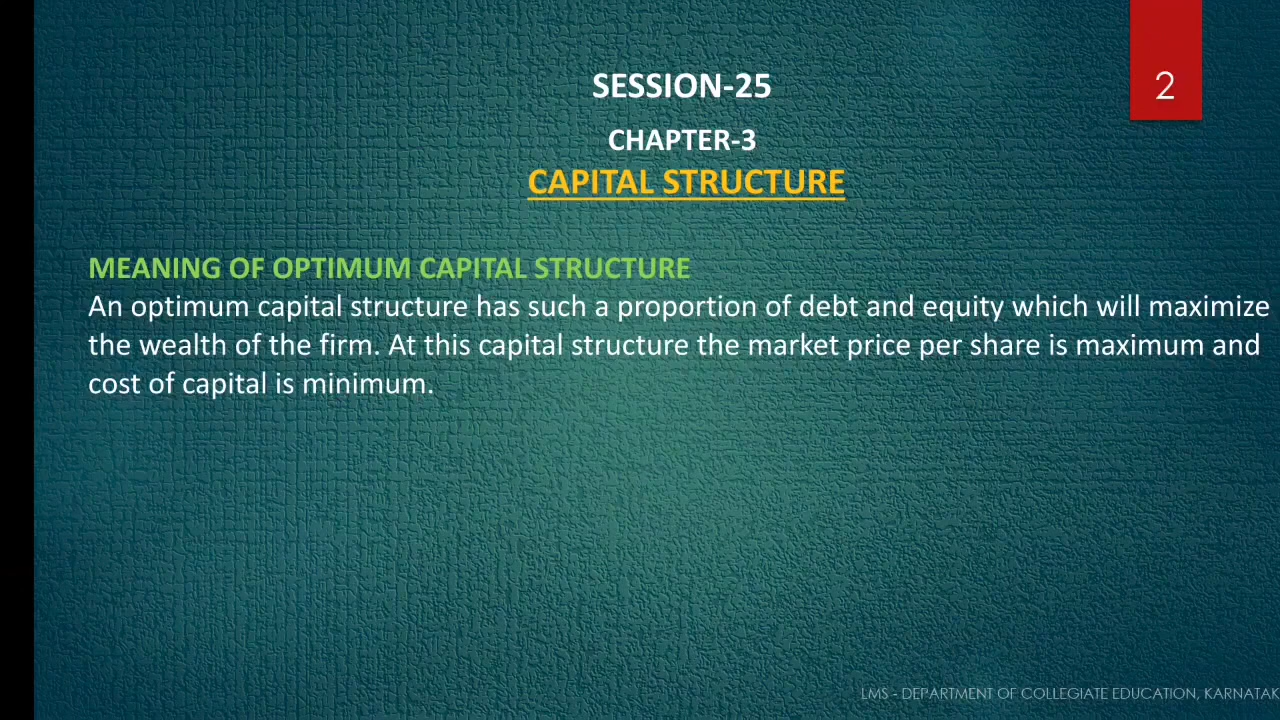 2
SESSION-25
CHAPTER-3
CAPITAL STRUCTURE
MEANING OF OPTIMUM CAPITAL STRUCTURE
An optimum capital structure has such a proportion of debt and equity which will maximize
the wealth of the firm. At this capital structure the market price per share is maximum and
cost of capital is minimum.
LMS - DEPARTMENT OF COLLEGIATE EDUCATION, KARNATAK